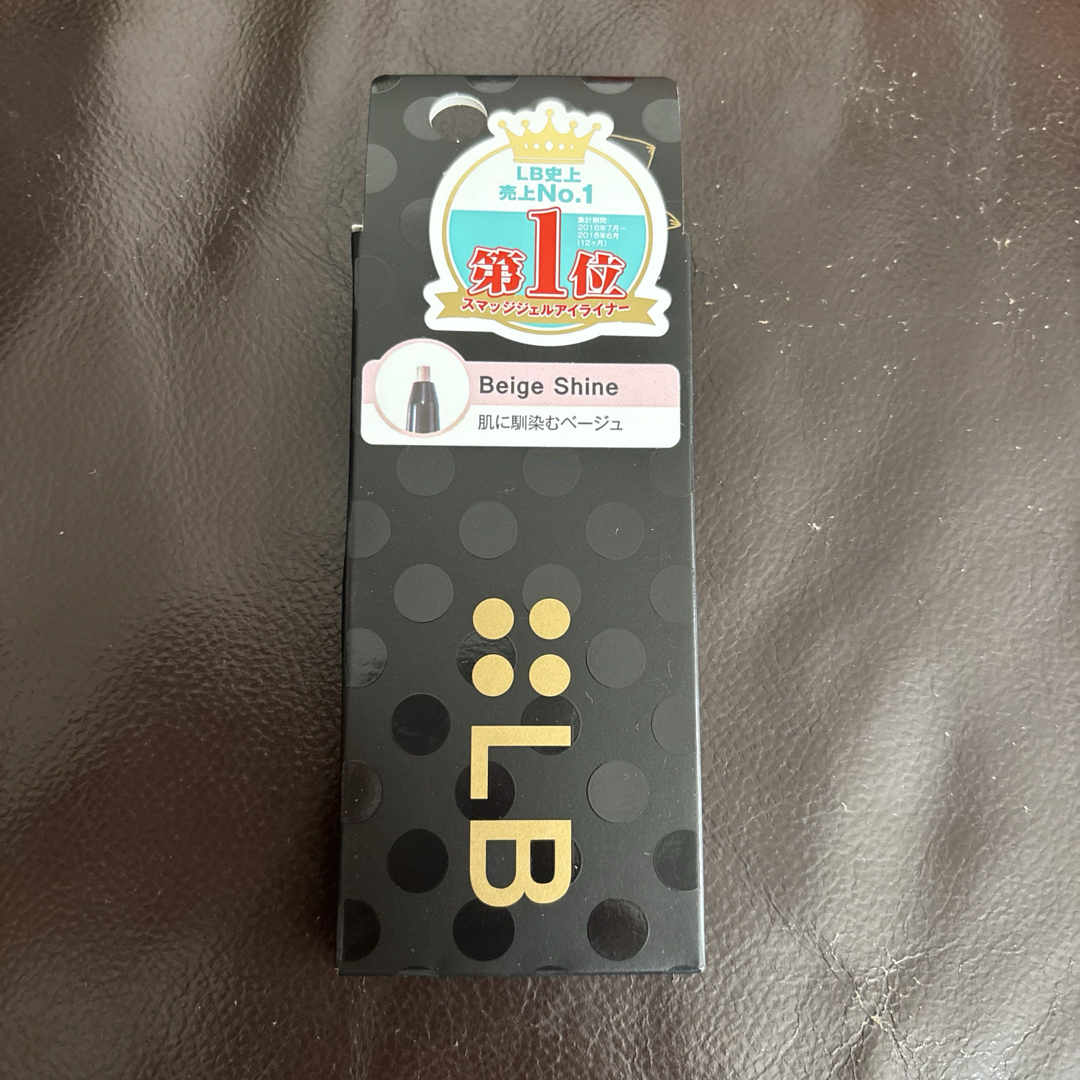 LB史上
売上No.1
集計期間:
2016年7月〜
2018年6月
(12ヶ月)
第1位
スマッジジェルアイライナー
Beige Shine
肌に馴染むベージュ
LB